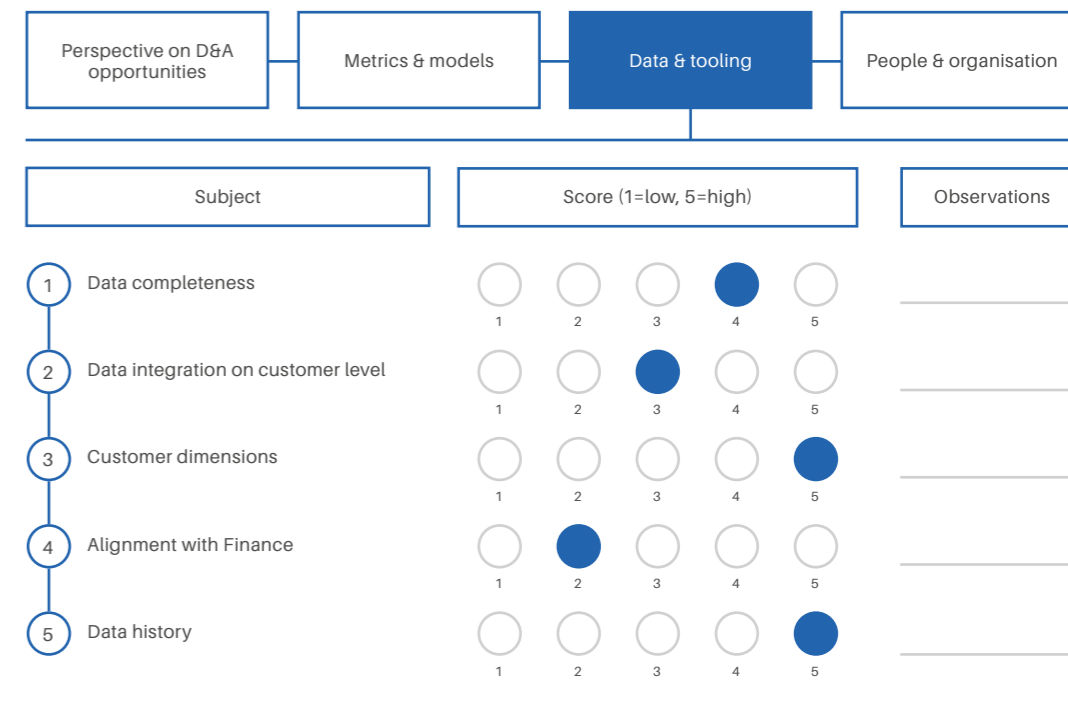 Perspective on D&A
opportunities
Metrics & models
Data & tooling
People & organisation
Subject
Score (1=low, 5=high)
Observations
1 Data completeness
1 2 3 4 5
2 Data integration on customer level
1 2 3 4 5
3 Customer dimensions
1 2 3 4 5
4 Alignment with Finance
1 2 3 4 5
5 Data history
1 2 3 4 5